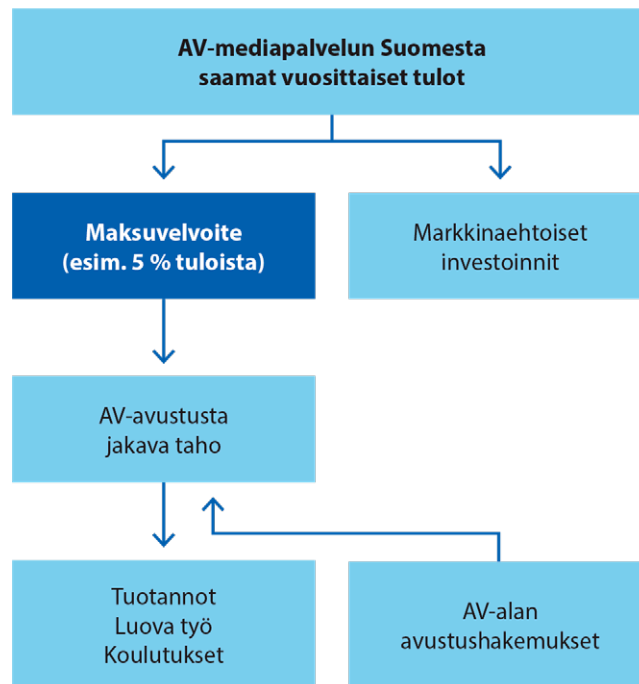 AV-mediapalvelun Suomesta
saamat vuosittaiset tulot
Maksuvelvoite
(esim. 5 % tuloista)
Markkinaehtoiset
investoinnit
AV-avustusta
jakava taho
Tuotannot
Luova työ
Koulutukset
AV-alan
avustushakemukset